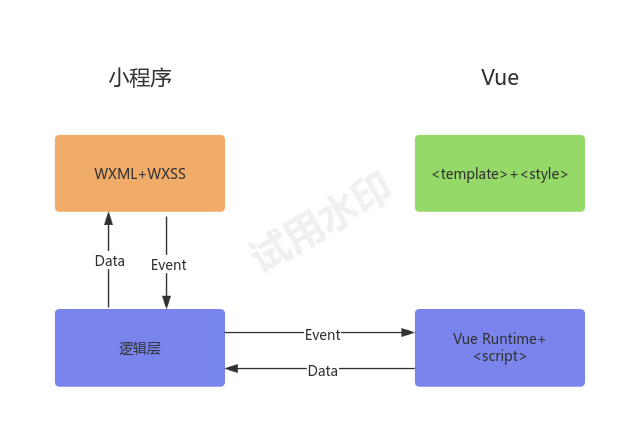 小程序
Vue
WXML+WXSS
<template>+<style>
试用水印
Data
Event
逻辑层
Event
Data
Vue Runtime+
<script>